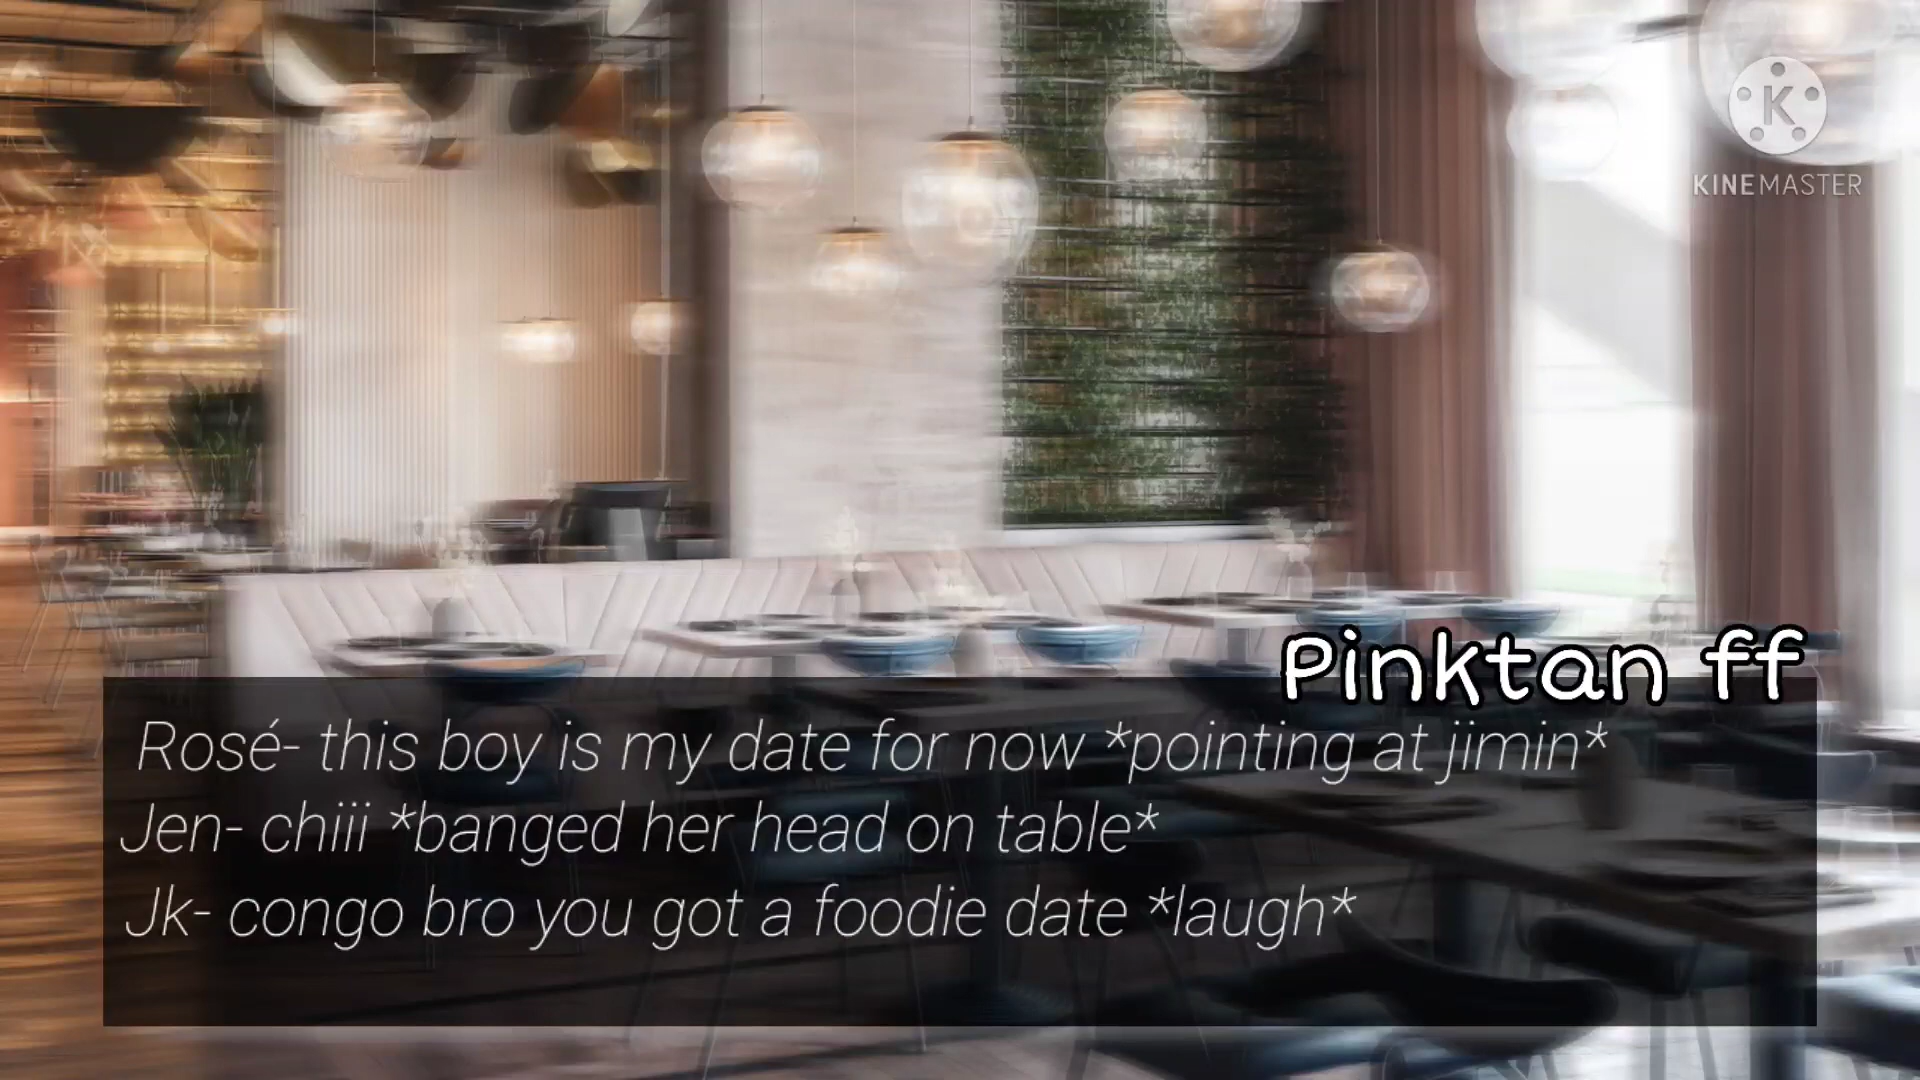 K
KINEMASTER
Pinktan ff
Rosé- this boy is my date for now *pointing at jimin*
Jen- chiii *banged her head on table*
Jk- congo bro you got a foodie date *laugh*